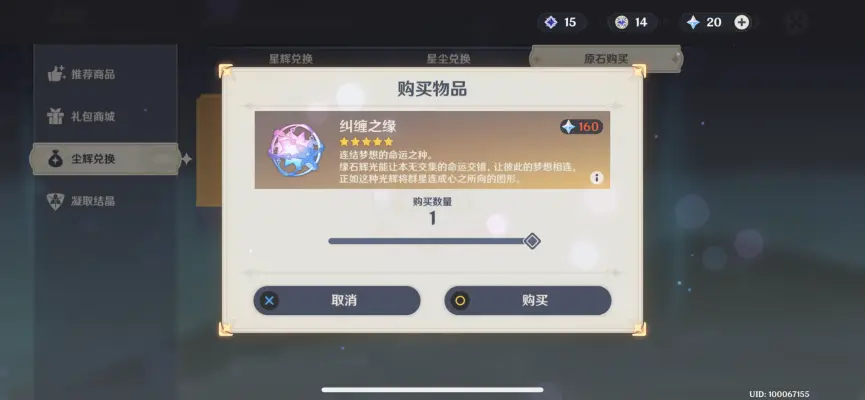 15
14
20
推荐商品
礼包商城
尘辉兑换
凝取结晶
星辉兑换
星尘兑换
原石购买
购买物品
纠缠之缘
160
连结梦想的命运之种。
缘石辉光能让本无交集的命运交错，让彼此的梦想相连，
正如这种光辉将群星连成心之所向的图形。
购买数量
1
取消
购买
UID: 100067155